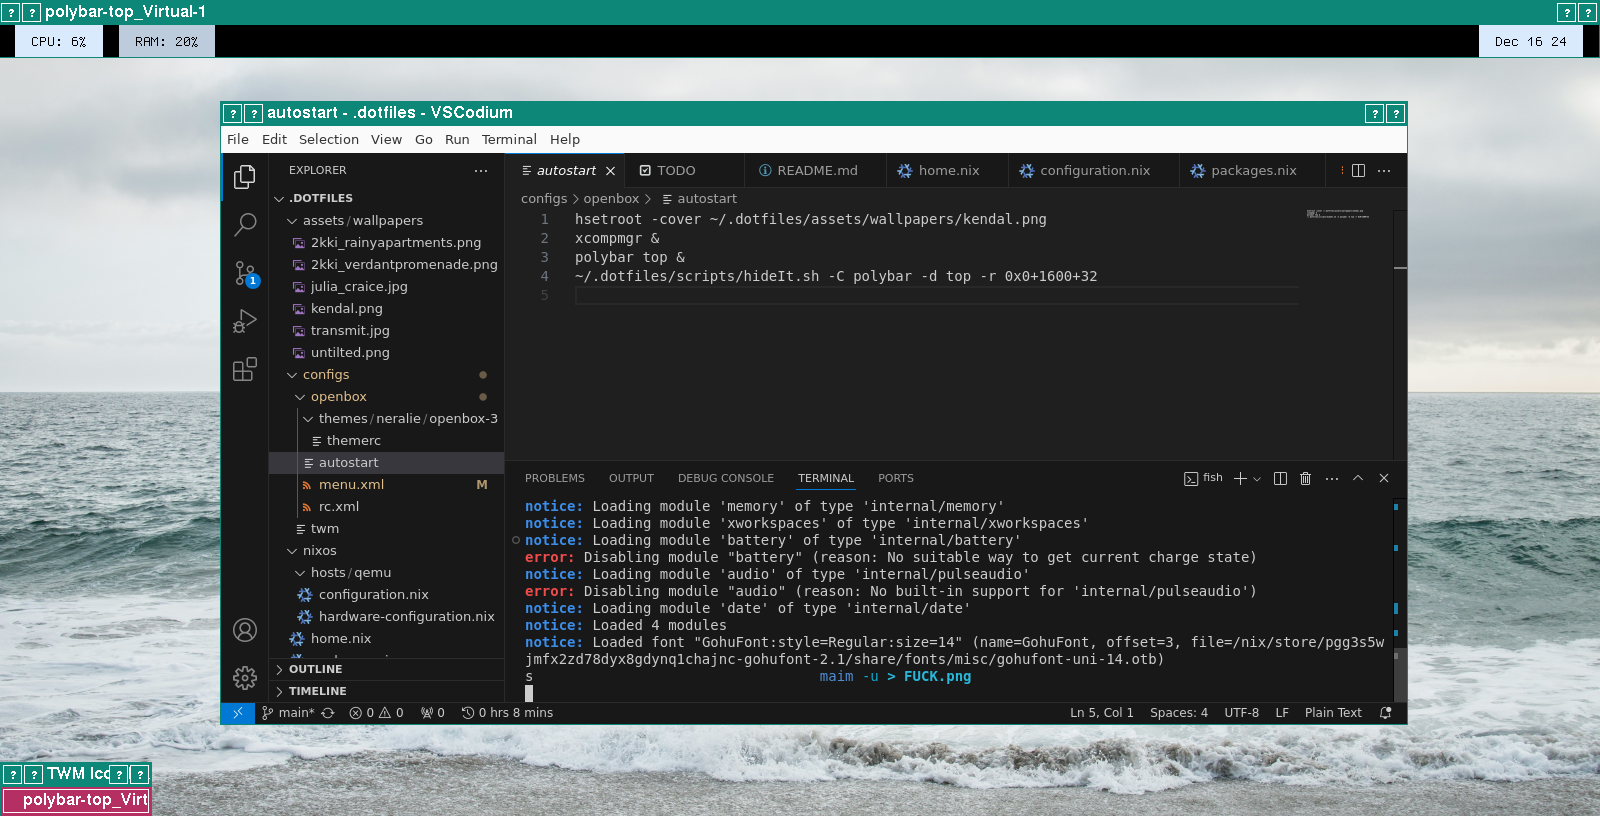 ? ? polybar-top_Virtual-1 ? ?
CPU: 6% RAM: 20% Dec 16 24
? ? autostart - .dotfiles - VSCodium ? ?
File Edit Selection View Go Run Terminal Help
EXPLORER ···
autostart × TODO README.md home.nix configuration.nix packages.nix ···
configs > openbox > autostart
.DOTFILES
assets/wallpapers
2kki_rainyapartments.png
2kki_verdantpromenade.png
julia_craice.jpg
kendal.png
transmit.jpg
untilted.png
configs
openbox
themes/neralie/openbox-3
themerc
autostart
menu.xml M
rc.xml
twm
nixos
hosts/qemu
configuration.nix
hardware-configuration.nix
home.nix
OUTLINE
TIMELINE
1
1 hsetroot -cover ~/.dotfiles/assets/wallpapers/kendal.png
2 xcompmgr &
3 polybar top &
4 ~/.dotfiles/scripts/hideIt.sh -C polybar -d top -r 0x0+1600+32
5
PROBLEMS OUTPUT DEBUG CONSOLE TERMINAL PORTS fish
notice: Loading module 'memory' of type 'internal/memory'
notice: Loading module 'xworkspaces' of type 'internal/xworkspaces'
notice: Loading module 'battery' of type 'internal/battery'
error: Disabling module "battery" (reason: No suitable way to get current charge state)
notice: Loading module 'audio' of type 'internal/pulseaudio'
error: Disabling module "audio" (reason: No built-in support for 'internal/pulseaudio')
notice: Loading module 'date' of type 'internal/date'
notice: Loaded 4 modules
notice: Loaded font "GohuFont:style=Regular:size=14" (name=GohuFont, offset=3, file=/nix/store/pgg3s5w
jmfx2zd78dyx8gdynq1chajnc-gohufont-2.1/share/fonts/misc/gohufont-uni-14.otb)
s maim -u > FUCK.png
main* 0 0 0 0 hrs 8 mins Ln 5, Col 1 Spaces: 4 UTF-8 LF Plain Text
? ? TWM Ico ? ?
polybar-top_Virt